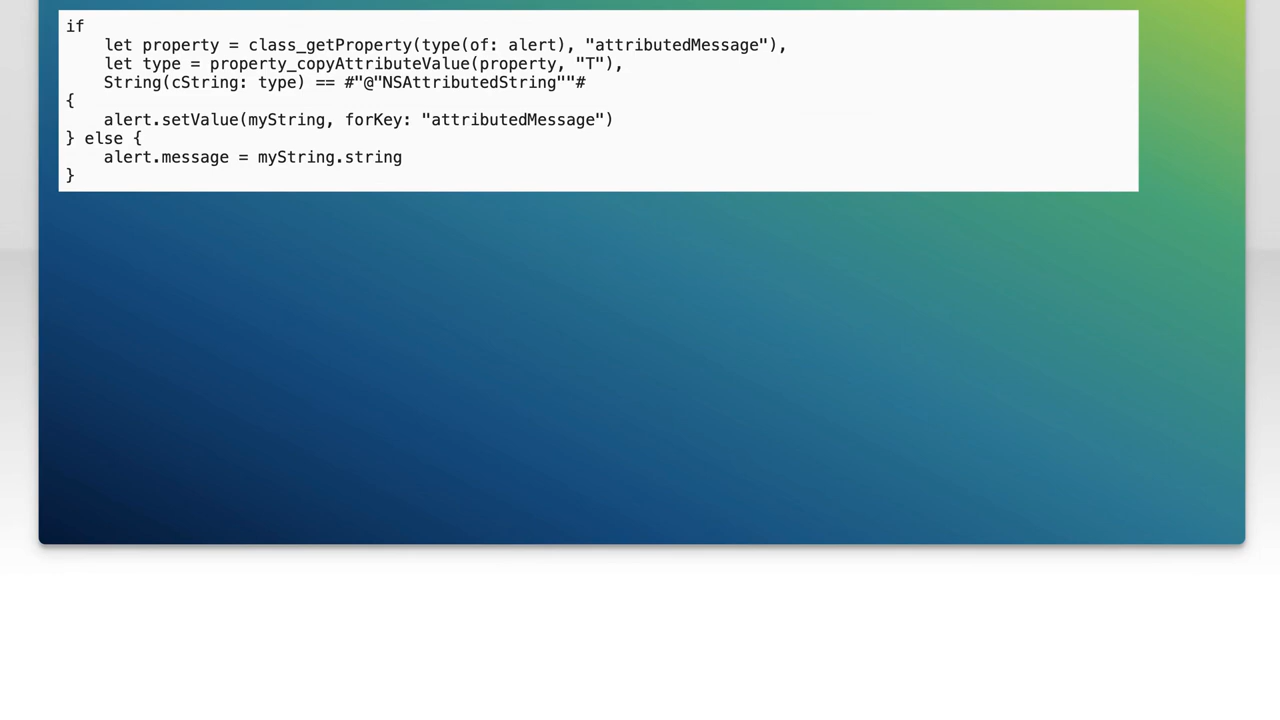 if
    let property = class_getProperty(type(of: alert), "attributedMessage"),
    let type = property_copyAttributeValue(property, "T"),
    String(cString: type) == #"@"NSAttributedString""#
{
    alert.setValue(myString, forKey: "attributedMessage")
} else {
    alert.message = myString.string
}